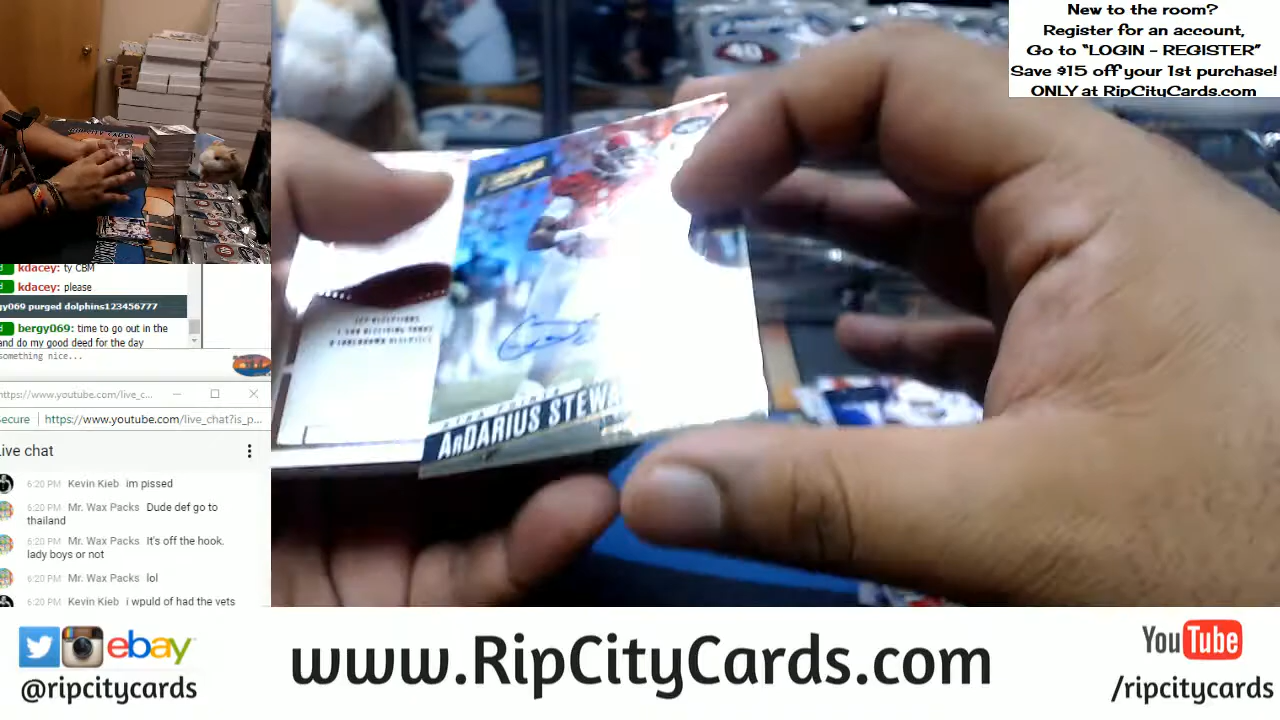 New to the room?
Register for an account,
Go to “LOGIN - REGISTER”
Save $15 off your 1st purchase!
ONLY at RipCityCards.com
40
kdacey: ty CBM
kdacey: please
gy069 purged dolphins123456777
bergy069: time to go out in the
and do my good deed for the day
something nice...
https://www.youtube.com/live_c...
ecure https://www.youtube.com/live_chat?is_p...
ive chat
6:20 PM Kevin Kieb im pissed
6:20 PM Mr. Wax Packs Dude def go to
thailand
6:20 PM Mr. Wax Packs It's off the hook.
lady boys or not
6:20 PM Mr. Wax Packs lol
6:20 PM Kevin Kieb i wpuld of had the vets
ARDARIUS STEWA
ebay
@ripcitycards
www.RipCityCards.com
YouTube
/ripcitycards